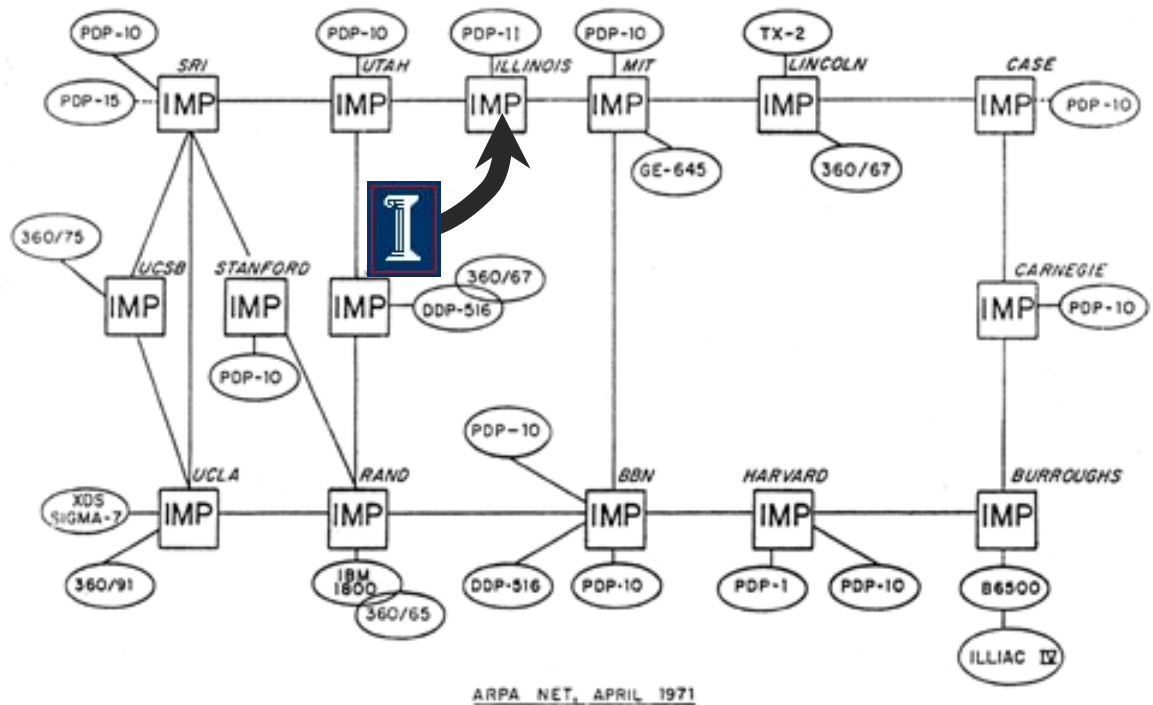 PDP-10
PDP-10
PDP-11
PDP-10
TX-2
SRI
UTAH
ILLINOIS
MIT
LINCOLN
CASE
PDP-15
IMP
IMP
IMP
IMP
IMP
IMP
PDP-10
GE-645
360/67
I
360/75
UCSB
STANFORD
360/67
CARNEGIE
IMP
IMP
IMP
DDP-516
IMP
PDP-10
PDP-10
PDP-10
UCLA
RAND
BBN
HARVARD
BURROUGHS
XDS
SIGMA-7
IMP
IMP
IMP
IMP
IMP
360/91
IBM
1800
360/65
DDP-516
PDP-10
PDP-1
PDP-10
B6500
ILLIAC IV
ARPA NET, APRIL 1971